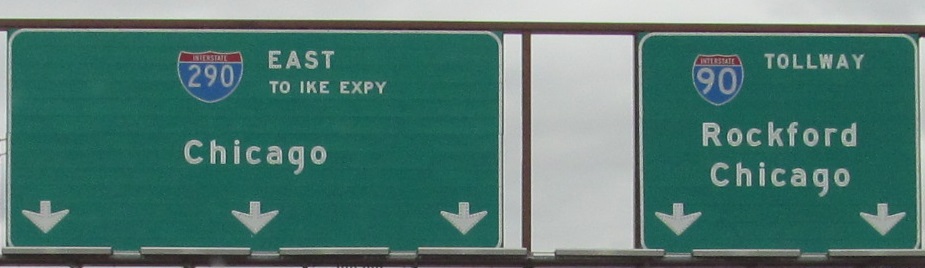 INTERSTATE
290
EAST
TO IKE EXPY
Chicago
INTERSTATE
90
TOLLWAY
Rockford
Chicago